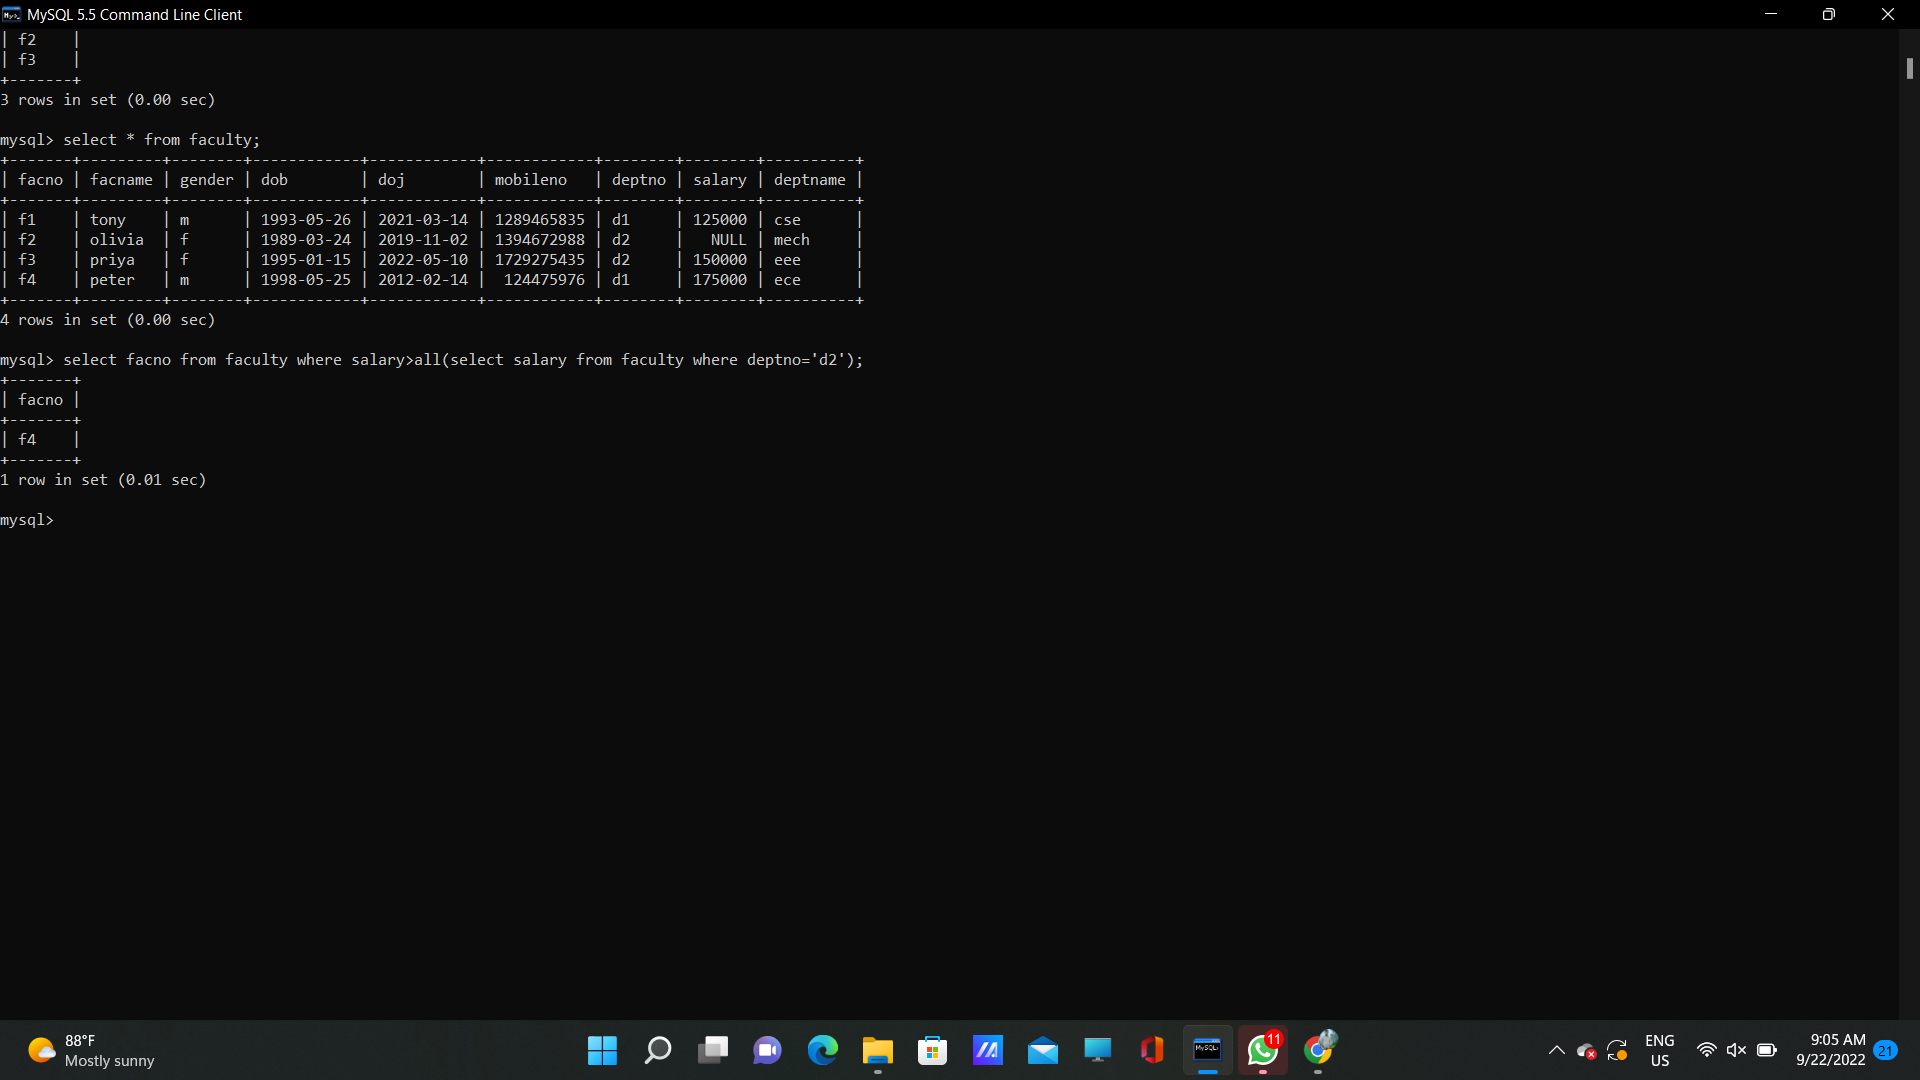 MySQL 5.5 Command Line Client
| f2    |
| f3    |
+-------+
3 rows in set (0.00 sec)
mysql> select * from faculty;
+-------+---------+--------+------------+------------+------------+--------+--------+----------+
| facno | facname | gender | dob        | doj        | mobileno   | deptno | salary | deptname |
+-------+---------+--------+------------+------------+------------+--------+--------+----------+
| f1    | tony    | m      | 1993-05-26 | 2021-03-14 | 1289465835 | d1     | 125000 | cse      |
| f2    | olivia  | f      | 1989-03-24 | 2019-11-02 | 1394672988 | d2     |   NULL | mech     |
| f3    | priya   | f      | 1995-01-15 | 2022-05-10 | 1729275435 | d2     | 150000 | eee      |
| f4    | peter   | m      | 1998-05-25 | 2012-02-14 |  124475976 | d1     | 175000 | ece      |
+-------+---------+--------+------------+------------+------------+--------+--------+----------+
4 rows in set (0.00 sec)
mysql> select facno from faculty where salary>all(select salary from faculty where deptno='d2');
+-------+
| facno |
+-------+
| f4    |
+-------+
1 row in set (0.01 sec)
mysql>
88°F
Mostly sunny
MySQL>
11
ENG
US
9:05 AM
9/22/2022
21